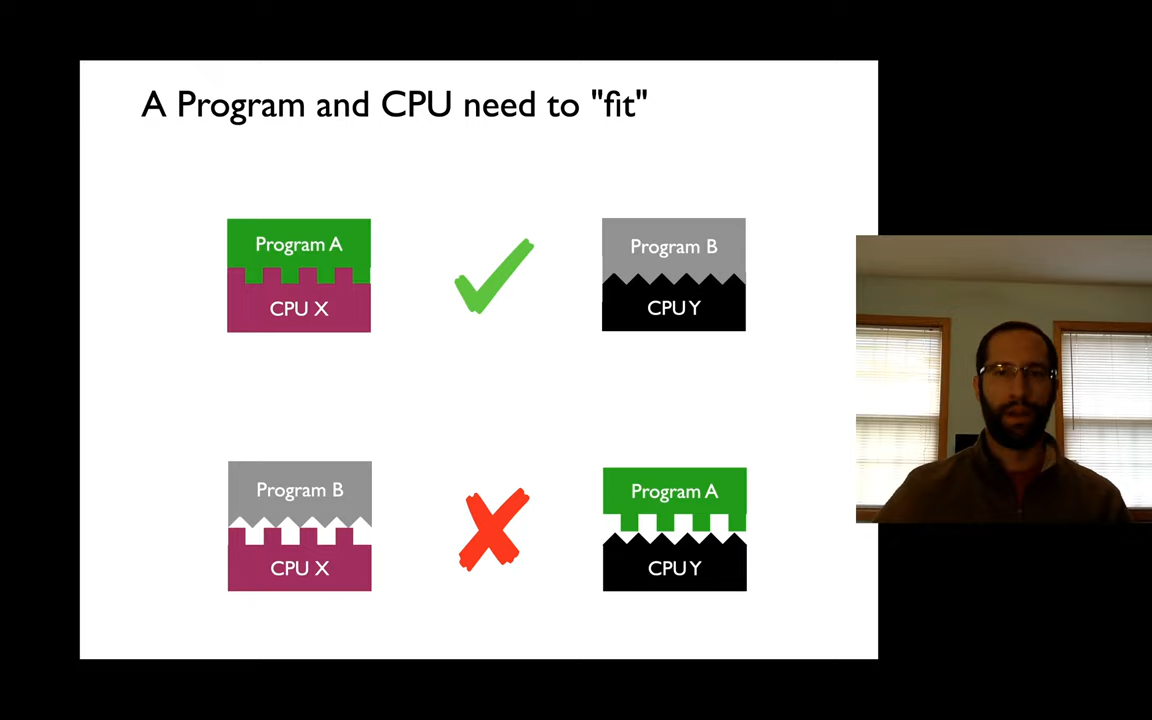 A Program and CPU need to "fit"
Program A
CPU X
Program B
CPU Y
Program B
CPU X
Program A
CPU Y